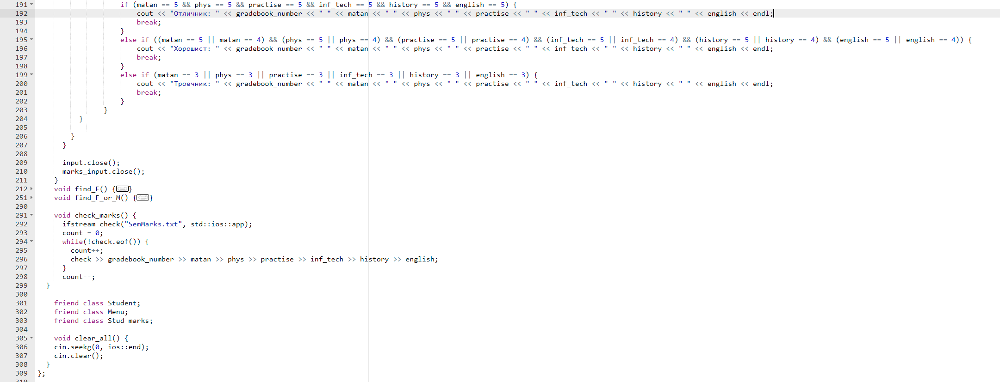 191 if (matan == 5 && phys == 5 && practise == 5 && inf_tech == 5 && history == 5 && english == 5) {
192 cout << "Отличник: " << gradebook_number << " " << matan << " " << phys << " " << practise << " " << inf_tech << " " << history << " " << english << endl;
193 break;
194 }
195 else if ((matan == 5 || matan == 4) && (phys == 5 || phys == 4) && (practise == 5 || practise == 4) && (inf_tech == 5 || inf_tech == 4) && (history == 5 || history == 4) && (english == 5 || english == 4)) {
196 cout << "Хорошист: " << gradebook_number << " " << matan << " " << phys << " " << practise << " " << inf_tech << " " << history << " " << english << endl;
197 break;
198 }
199 else if (matan == 3 || phys == 3 || practise == 3 || inf_tech == 3 || history == 3 || english == 3) {
200 cout << "Троечник: " << gradebook_number << " " << matan << " " << phys << " " << practise << " " << inf_tech << " " << history << " " << english << endl;
201 break;
202 }
203 }
204 }
205
206 }
207 }
208
209 input.close();
210 marks_input.close();
211 }
212 void find_F() {}
251 void find_F_or_M() {}
290
291 void check_marks() {
292 ifstream check("SemMarks.txt", std::ios::app);
293 count = 0;
294 while(!check.eof()) {
295 count++;
296 check >> gradebook_number >> matan >> phys >> practise >> inf_tech >> history >> english;
297 }
298 count--;
299 }
300
301 friend class Student;
302 friend class Menu;
303 friend class Stud_marks;
304
305 void clear_all() {
306 cin.seekg(0, ios::end);
307 cin.clear();
308 }
309 };
310